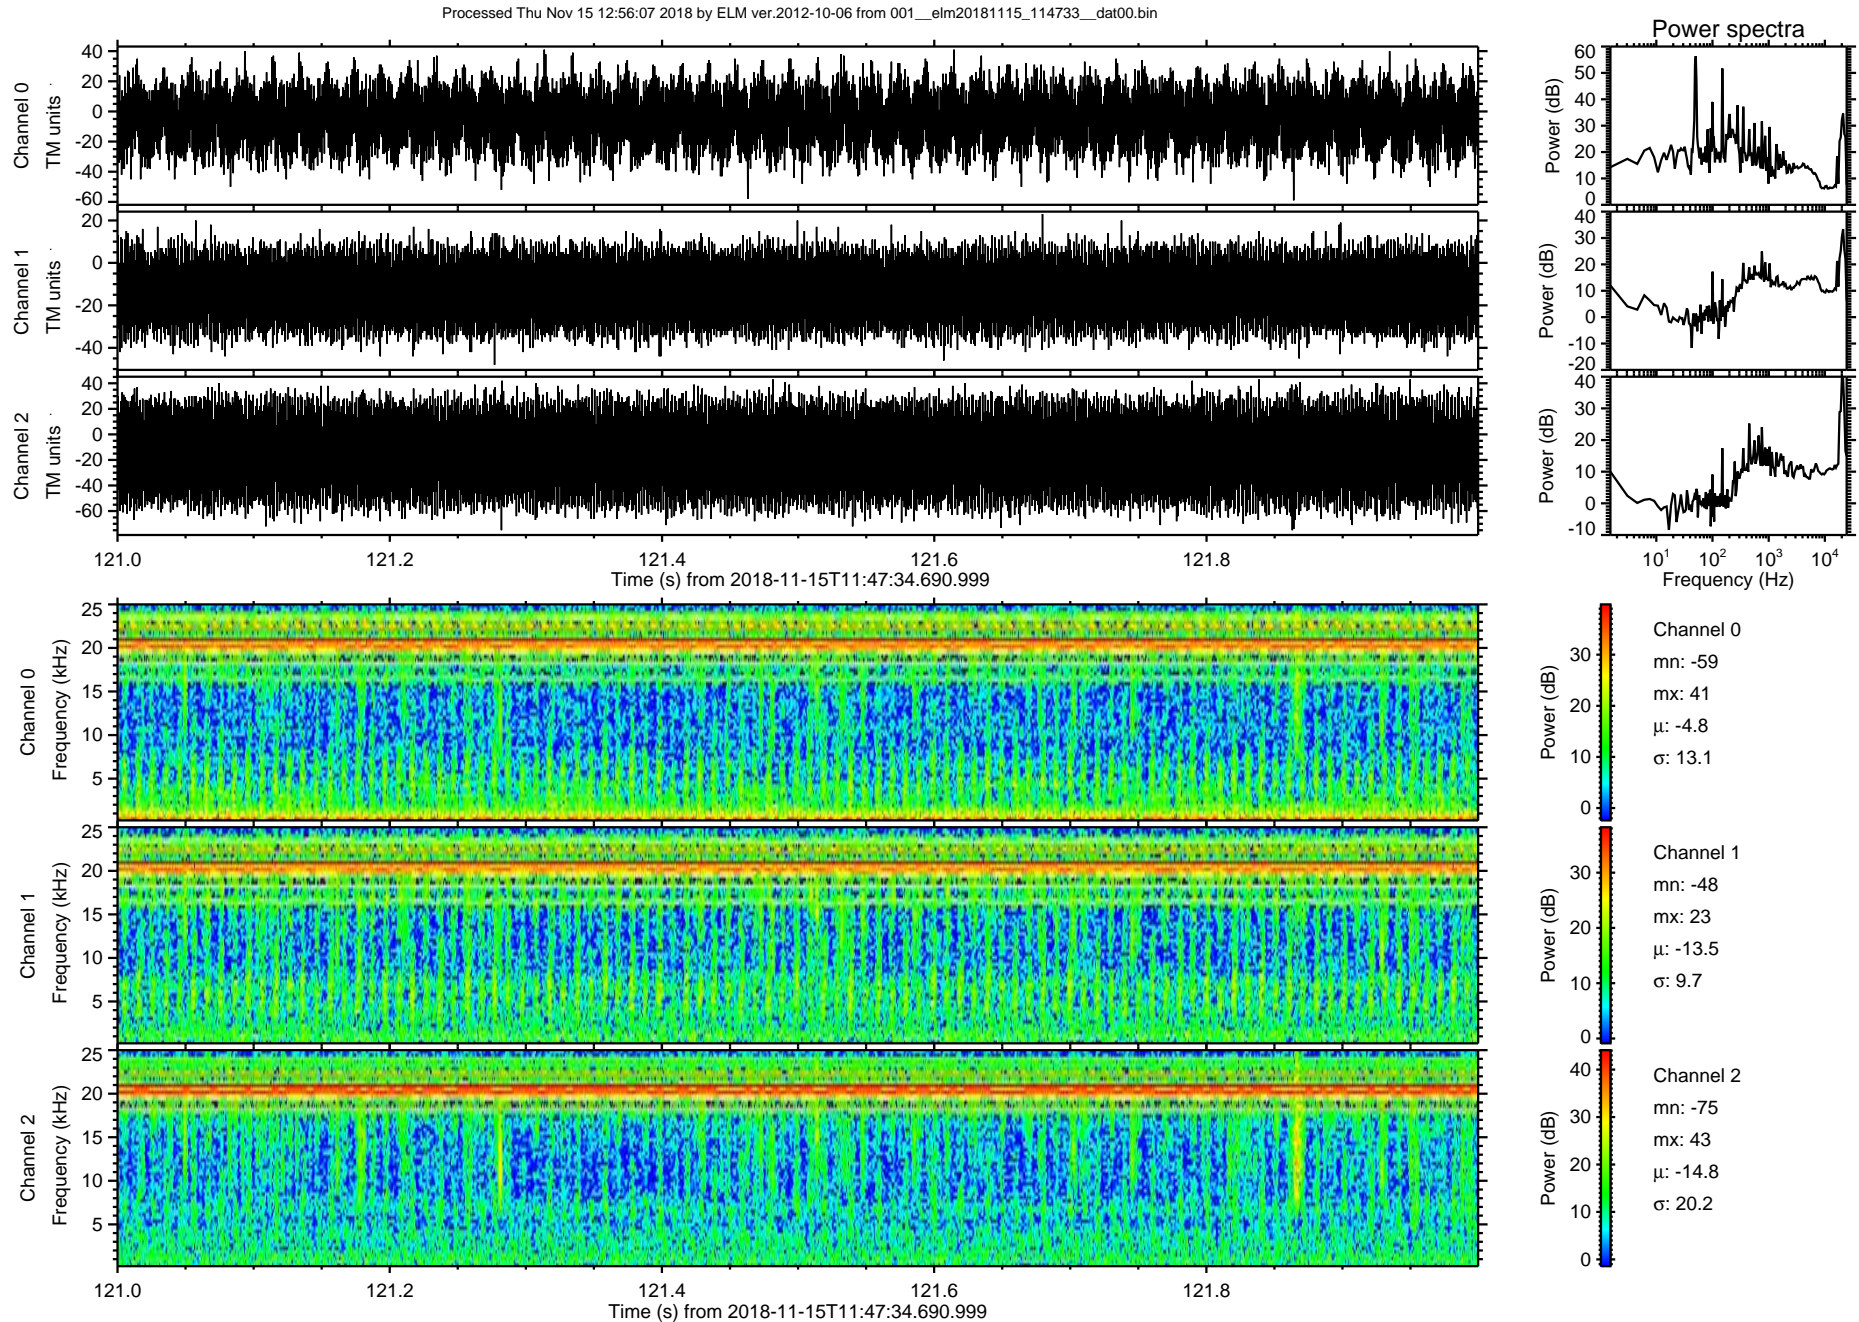 Processed Thu Nov 15 12:56:07 2018 by ELM ver.2012-10-06 from 001__elm20181115_114733__dat00.bin
Power spectra
Channel 0
TM units
40
20
0
-20
-40
-60
Power (dB)
60
50
40
30
20
10
0
Channel 1
TM units
20
0
-20
-40
Power (dB)
40
30
20
10
0
-10
-20
Channel 2
TM units
40
20
0
-20
-40
-60
Power (dB)
40
30
20
10
0
-10
121.0 121.2 121.4 121.6 121.8
Time (s) from 2018-11-15T11:47:34.690.999
10^1 10^2 10^3 10^4
Frequency (Hz)
Channel 0
Frequency (kHz)
25
20
15
10
5
Power (dB)
30
20
10
0
Channel 0
mn: -59
mx: 41
μ: -4.8
σ: 13.1
Channel 1
Frequency (kHz)
25
20
15
10
5
Power (dB)
30
20
10
0
Channel 1
mn: -48
mx: 23
μ: -13.5
σ: 9.7
Channel 2
Frequency (kHz)
25
20
15
10
5
Power (dB)
40
30
20
10
0
Channel 2
mn: -75
mx: 43
μ: -14.8
σ: 20.2
121.0 121.2 121.4 121.6 121.8
Time (s) from 2018-11-15T11:47:34.690.999